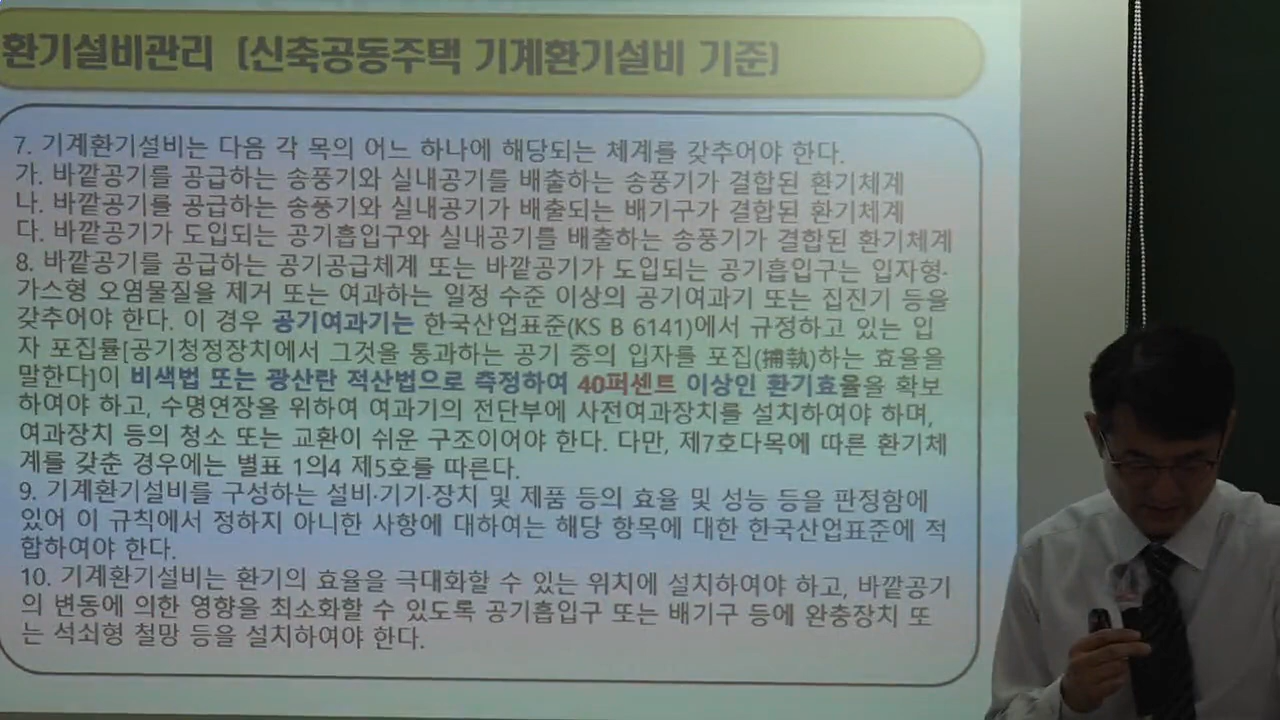 환기설비관리 [신축공동주택 기계환기설비 기준]
7. 기계환기설비는 다음 각 목의 어느 하나에 해당되는 체계를 갖추어야 한다.
가. 바깥공기를 공급하는 송풍기와 실내공기를 배출하는 송풍기가 결합된 환기체계
나. 바깥공기를 공급하는 송풍기와 실내공기가 배출되는 배기구가 결합된 환기체계
다. 바깥공기가 도입되는 공기흡입구와 실내공기를 배출하는 송풍기가 결합된 환기체계
8. 바깥공기를 공급하는 공기공급체계 또는 바깥공기가 도입되는 공기흡입구는 입자형·
가스형 오염물질을 제거 또는 여과하는 일정 수준 이상의 공기여과기 또는 집진기 등을
갖추어야 한다. 이 경우 공기여과기는 한국산업표준(KS B 6141)에서 규정하고 있는 입
자 포집률[공기청정장치에서 그것을 통과하는 공기 중의 입자를 포집(捕執)하는 효율을
말한다]이 비색법 또는 광산란 적산법으로 측정하여 40퍼센트 이상인 환기효율을 확보
하여야 하고, 수명연장을 위하여 여과기의 전단부에 사전여과장치를 설치하여야 하며,
여과장치 등의 청소 또는 교환이 쉬운 구조이어야 한다. 다만, 제7호다목에 따른 환기체
계를 갖춘 경우에는 별표 1의4 제5호를 따른다.
9. 기계환기설비를 구성하는 설비·기기·장치 및 제품 등의 효율 및 성능 등을 판정함에
있어 이 규칙에서 정하지 아니한 사항에 대하여는 해당 항목에 대한 한국산업표준에 적
합하여야 한다.
10. 기계환기설비는 환기의 효율을 극대화할 수 있는 위치에 설치하여야 하고, 바깥공기
의 변동에 의한 영향을 최소화할 수 있도록 공기흡입구 또는 배기구 등에 완충장치 또
는 석쇠형 철망 등을 설치하여야 한다.